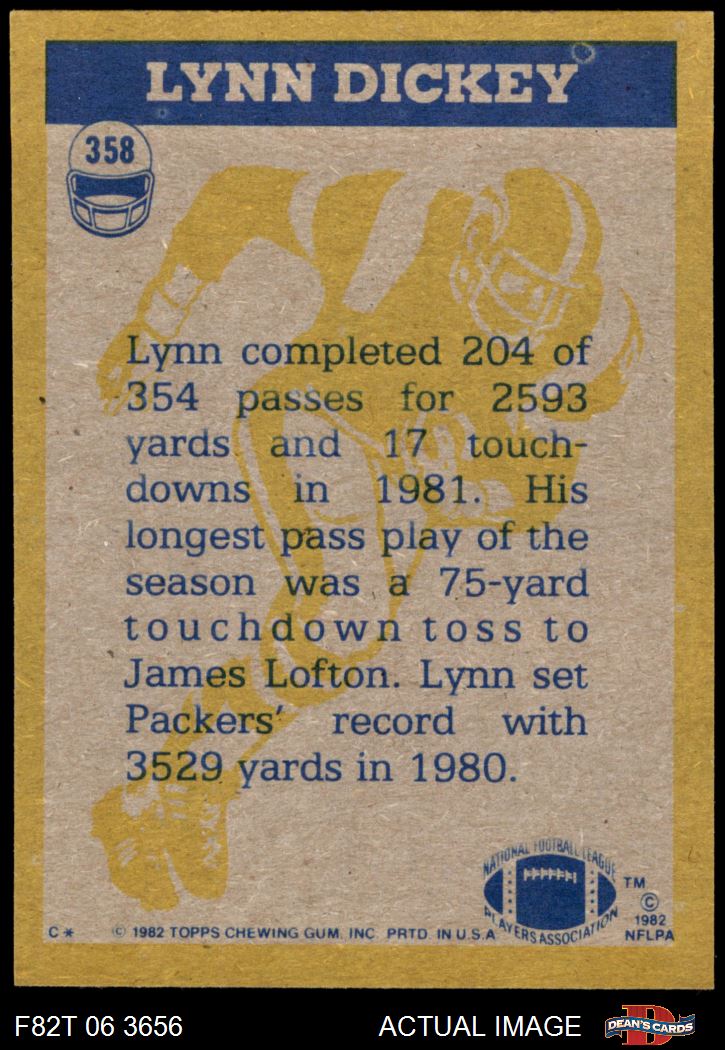 LYNN DICKEY
358
Lynn completed 204 of
354 passes for 2593
yards and 17 touch-
downs in 1981. His
longest pass play of the
season was a 75-yard
touchdown toss to
James Lofton. Lynn set
Packers' record with
3529 yards in 1980.
NATIONAL FOOTBALL LEAGUE
PLAYERS ASSOCIATION
TM
©
1982
NFLPA
C* © 1982 TOPPS CHEWING GUM, INC. PRTD. IN U.S.A.
F82T 06 3656 ACTUAL IMAGE
D
DEAN'S CARDS